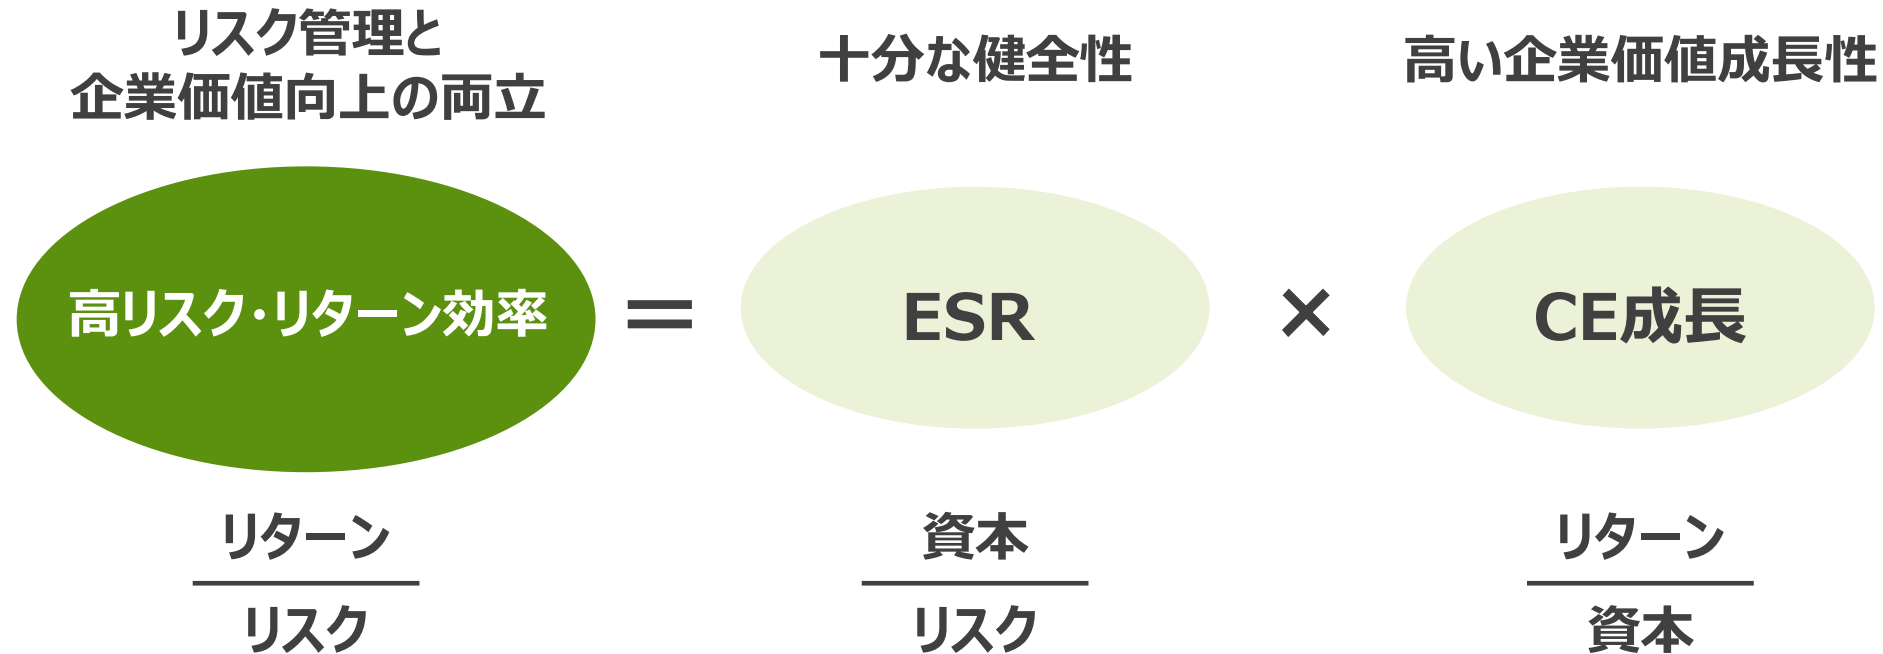 リスク管理と
企業価値向上の両立
十分な健全性
高い企業価値成長性
高リスク・リターン効率
＝
ESR
×
CE成長
リターン
リスク
資本
リスク
リターン
資本